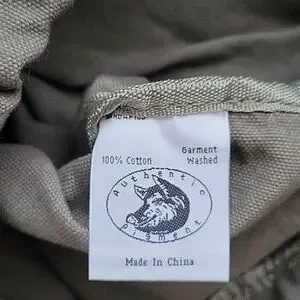 100% Cotton
Garment
Washed
Authentic
Pigment
Made In China